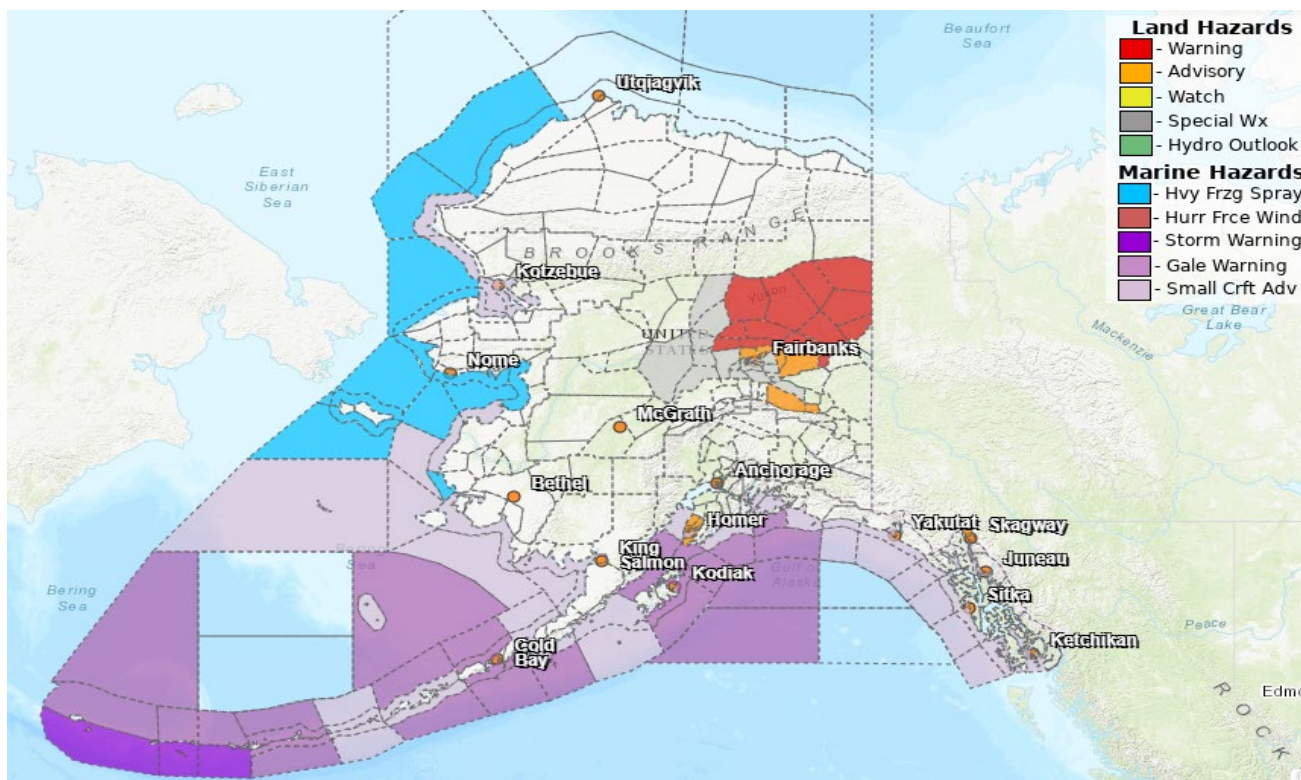 Land Hazards
- Warning
- Advisory
- Watch
- Special Wx
- Hydro Outlook
Marine Hazards
- Hvy Frzg Spray
- Hurr Frce Wind
- Storm Warning
- Gale Warning
- Small Crft Adv
Beaufort
Sea
Utqiagvik
East
Siberian
Sea
BROOKS RANGE
Kotzebue
Yukon
Great Bear
Lake
Mackenzie
UNITED
STATES
Fairbanks
Nome
McGrath
Anchorage
Bethel
Homer
Yakutat
Skagway
King
Salmon
Juneau
Kodiak
Gulf of
Alaska
Sea
Bering
Sea
Sitka
Peace
Cold
Bay
Ketchikan
ROCK
Edmo